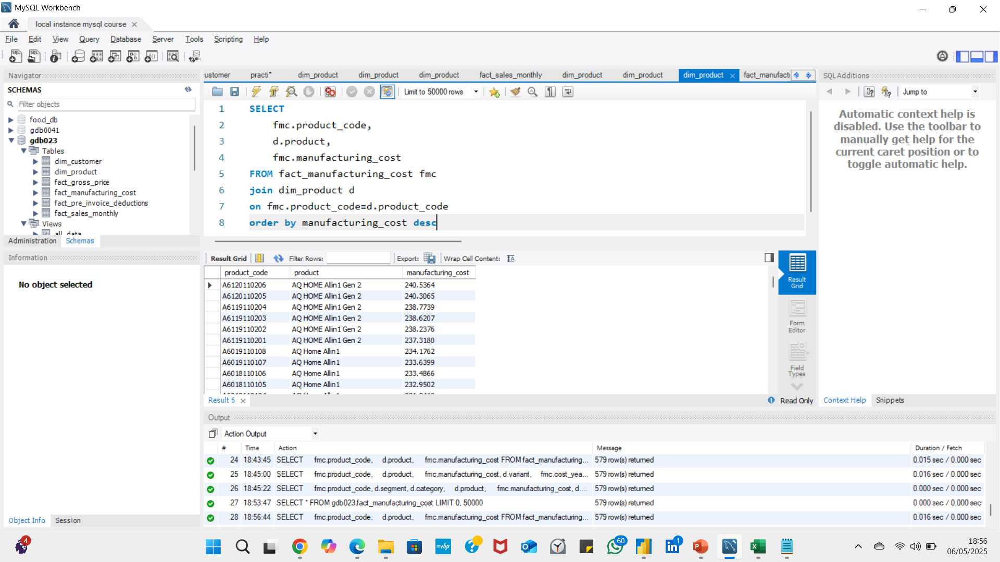 MySQL Workbench
local instance mysql course
File Edit View Query Database Server Tools Scripting Help
Navigator
SCHEMAS
Filter objects
food_db
gdb0041
gdb023
Tables
dim_customer
dim_product
fact_gross_price
fact_manufacturing_cost
fact_pre_invoice_deductions
fact_sales_monthly
Views
all_data
Administration Schemas
Information
No object selected
Object Info Session
ustomer practi* dim_product dim_product dim_product fact_sales_monthly dim_product dim_product dim_product fact_manufactu
Limit to 50000 rows
1 SELECT
2 fmc.product_code,
3 d.product,
4 fmc.manufacturing_cost
5 FROM fact_manufacturing_cost fmc
6 join dim_product d
7 on fmc.product_code=d.product_code
8 order by manufacturing_cost desc
Result Grid Filter Rows: Export: Wrap Cell Content:
product_code product manufacturing_cost
A6120110206 AQ HOME Allin1 Gen 2 240.5364
A6120110205 AQ HOME Allin1 Gen 2 240.3065
A6119110204 AQ HOME Allin1 Gen 2 238.7739
A6119110203 AQ HOME Allin1 Gen 2 238.6207
A6119110202 AQ HOME Allin1 Gen 2 238.2376
A6119110201 AQ HOME Allin1 Gen 2 237.3180
A6019110108 AQ Home Allin1 234.1762
A6019110107 AQ Home Allin1 233.6399
A6018110106 AQ Home Allin1 233.4866
A6018110105 AQ Home Allin1 232.9502
Result Grid
Form Editor
Field Types
Result 6
Read Only
SQLAdditions
Jump to
Automatic context help is
disabled. Use the toolbar to
manually get help for the
current caret position or to
toggle automatic help.
Context Help Snippets
Output
Action Output
# Time Action Message Duration / Fetch
24 18:43:45 SELECT fmc.product_code, d.product, fmc.manufacturing_cost FROM fact_manufacturing... 579 row(s) returned 0.015 sec / 0.000 sec
25 18:45:00 SELECT fmc.product_code, d.product, fmc.manufacturing_cost, d.variant, fmc.cost_yea... 579 row(s) returned 0.016 sec / 0.000 sec
26 18:45:22 SELECT fmc.product_code, d.segment, d.category, d.product, fmc.manufacturing_cost, d.... 579 row(s) returned 0.000 sec / 0.000 sec
27 18:53:47 SELECT * FROM gdb023.fact_manufacturing_cost LIMIT 0, 50000 579 row(s) returned 0.000 sec / 0.000 sec
28 18:56:44 SELECT fmc.product_code, d.product, fmc.manufacturing_cost FROM fact_manufacturing... 579 row(s) returned 0.016 sec / 0.000 sec
4
myhp
60
1
18:56
06/05/2025